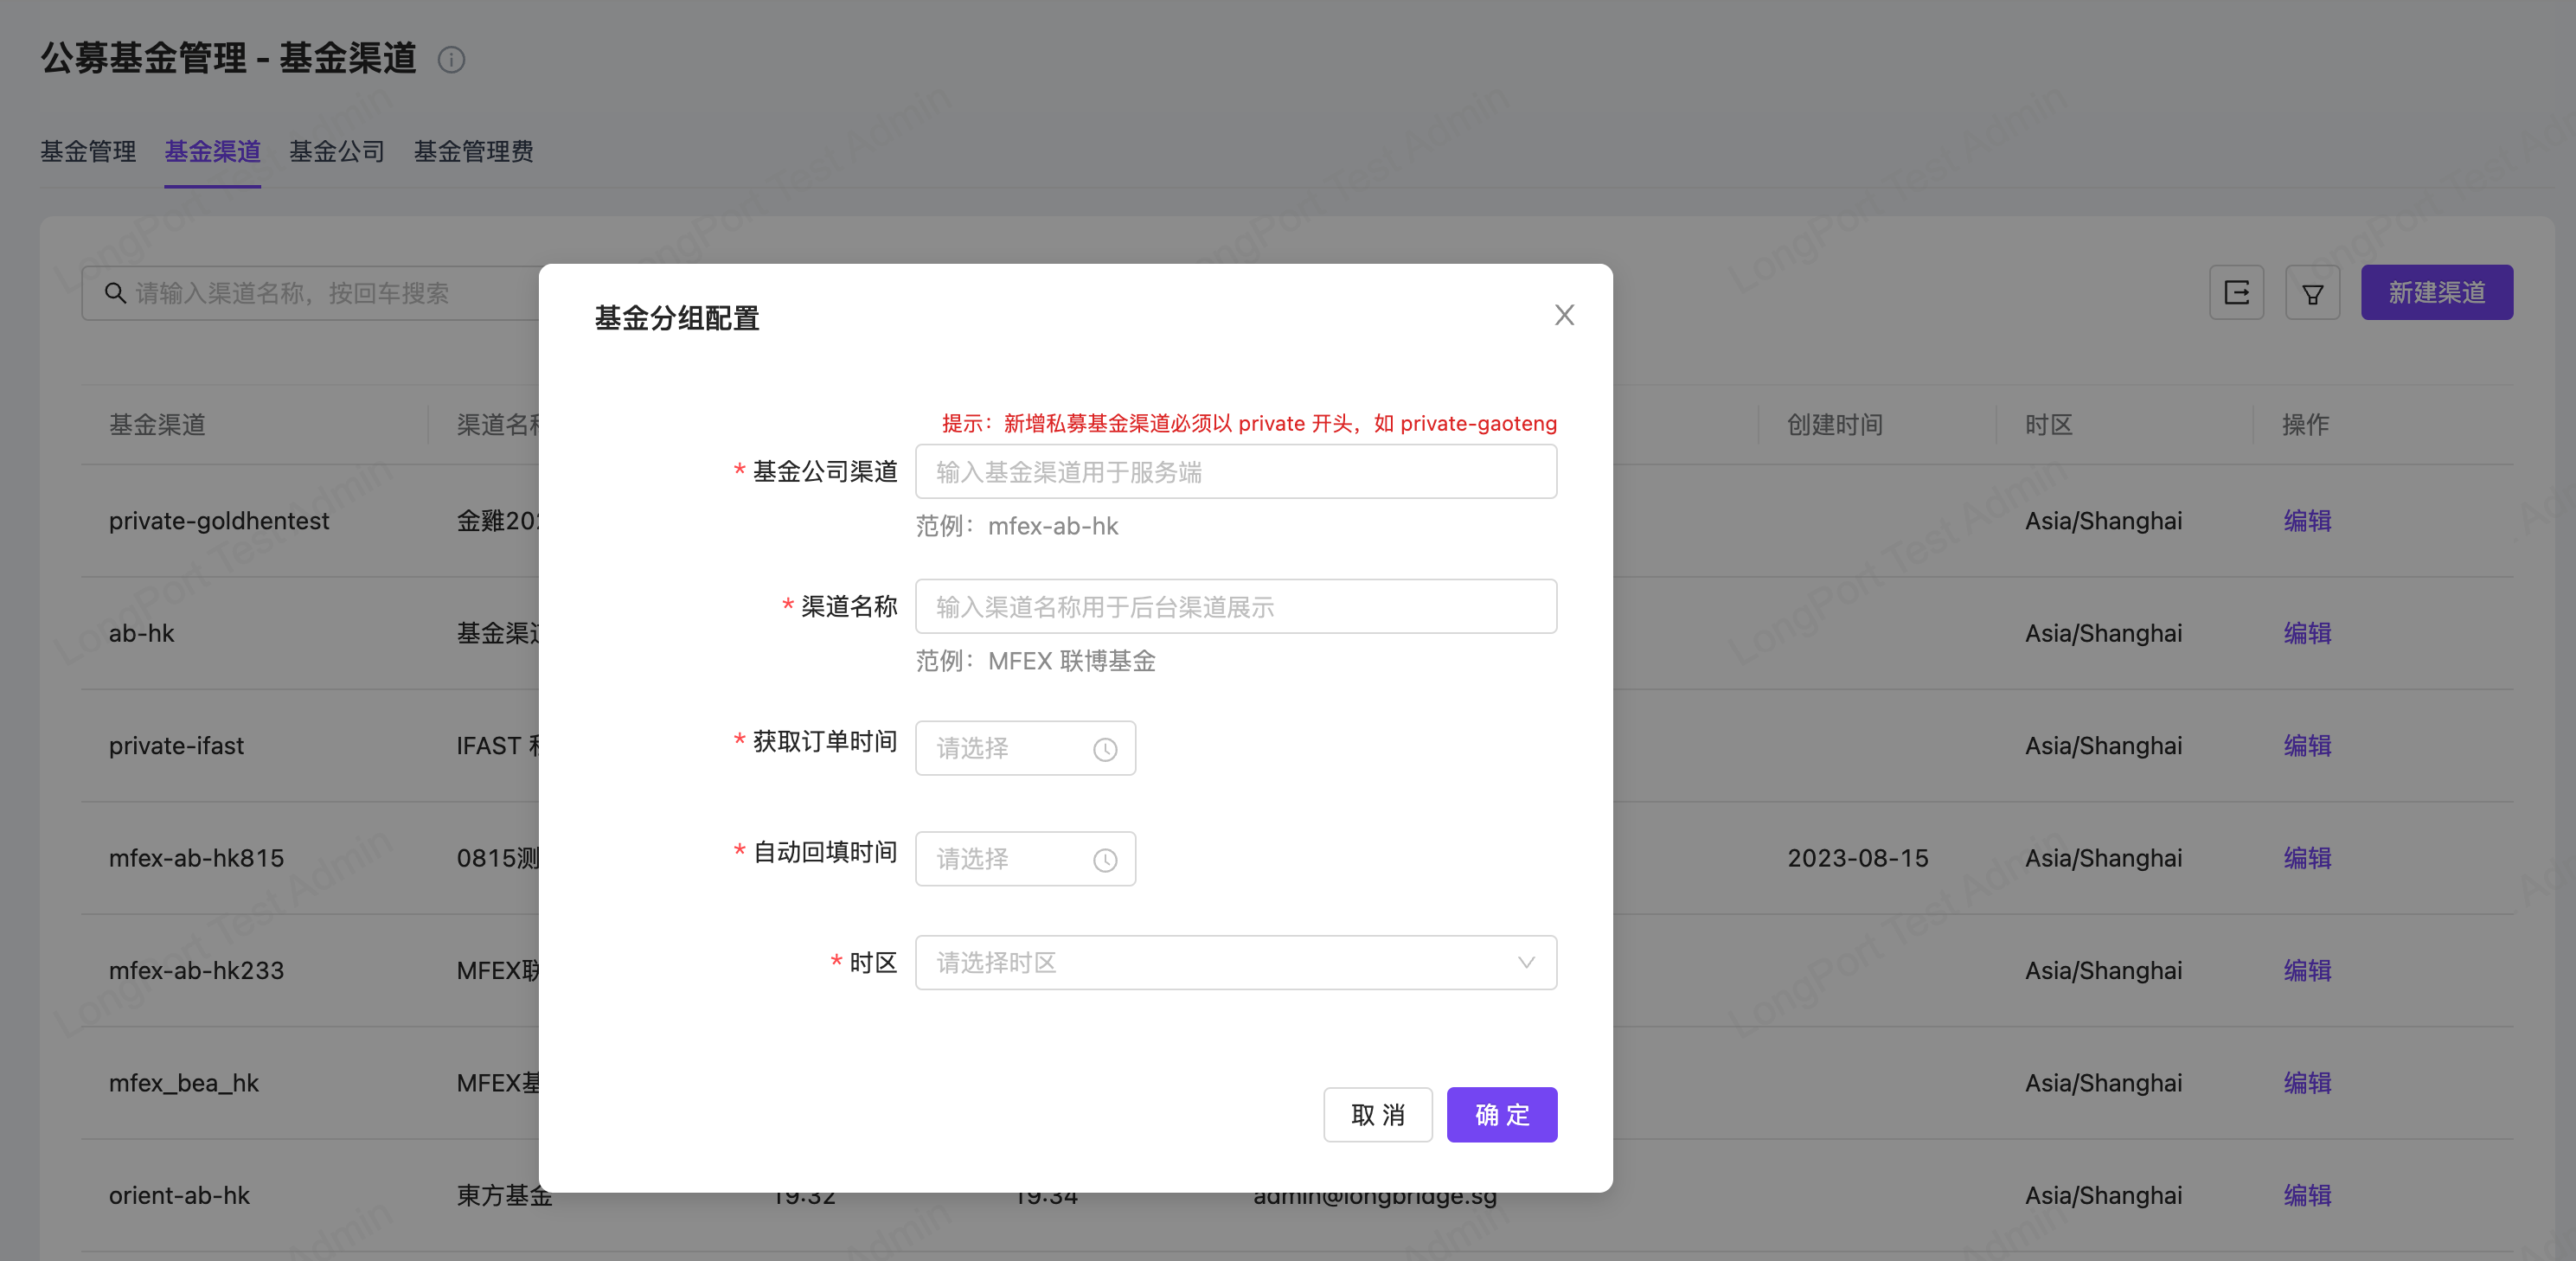 公募基金管理 - 基金渠道
基金管理 基金渠道 基金公司 基金管理费
请输入渠道名称，按回车搜索
新建渠道
基金渠道 渠道名称 创建时间 时区 操作
private-goldhentest 金雞20 Asia/Shanghai 编辑
ab-hk 基金渠道 Asia/Shanghai 编辑
private-ifast IFAST Asia/Shanghai 编辑
mfex-ab-hk815 0815测 2023-08-15 Asia/Shanghai 编辑
mfex-ab-hk233 MFEX联 Asia/Shanghai 编辑
mfex_bea_hk MFEX基 Asia/Shanghai 编辑
orient-ab-hk 東方基金 19:32 19:34 admin@longbridge.sg Asia/Shanghai 编辑
基金分组配置
提示：新增私募基金渠道必须以 private 开头，如 private-gaoteng
* 基金公司渠道 输入基金渠道用于服务端
范例：mfex-ab-hk
* 渠道名称 输入渠道名称用于后台渠道展示
范例：MFEX 联博基金
* 获取订单时间 请选择
* 自动回填时间 请选择
* 时区 请选择时区
取 消 确 定
LongPort Test Admin